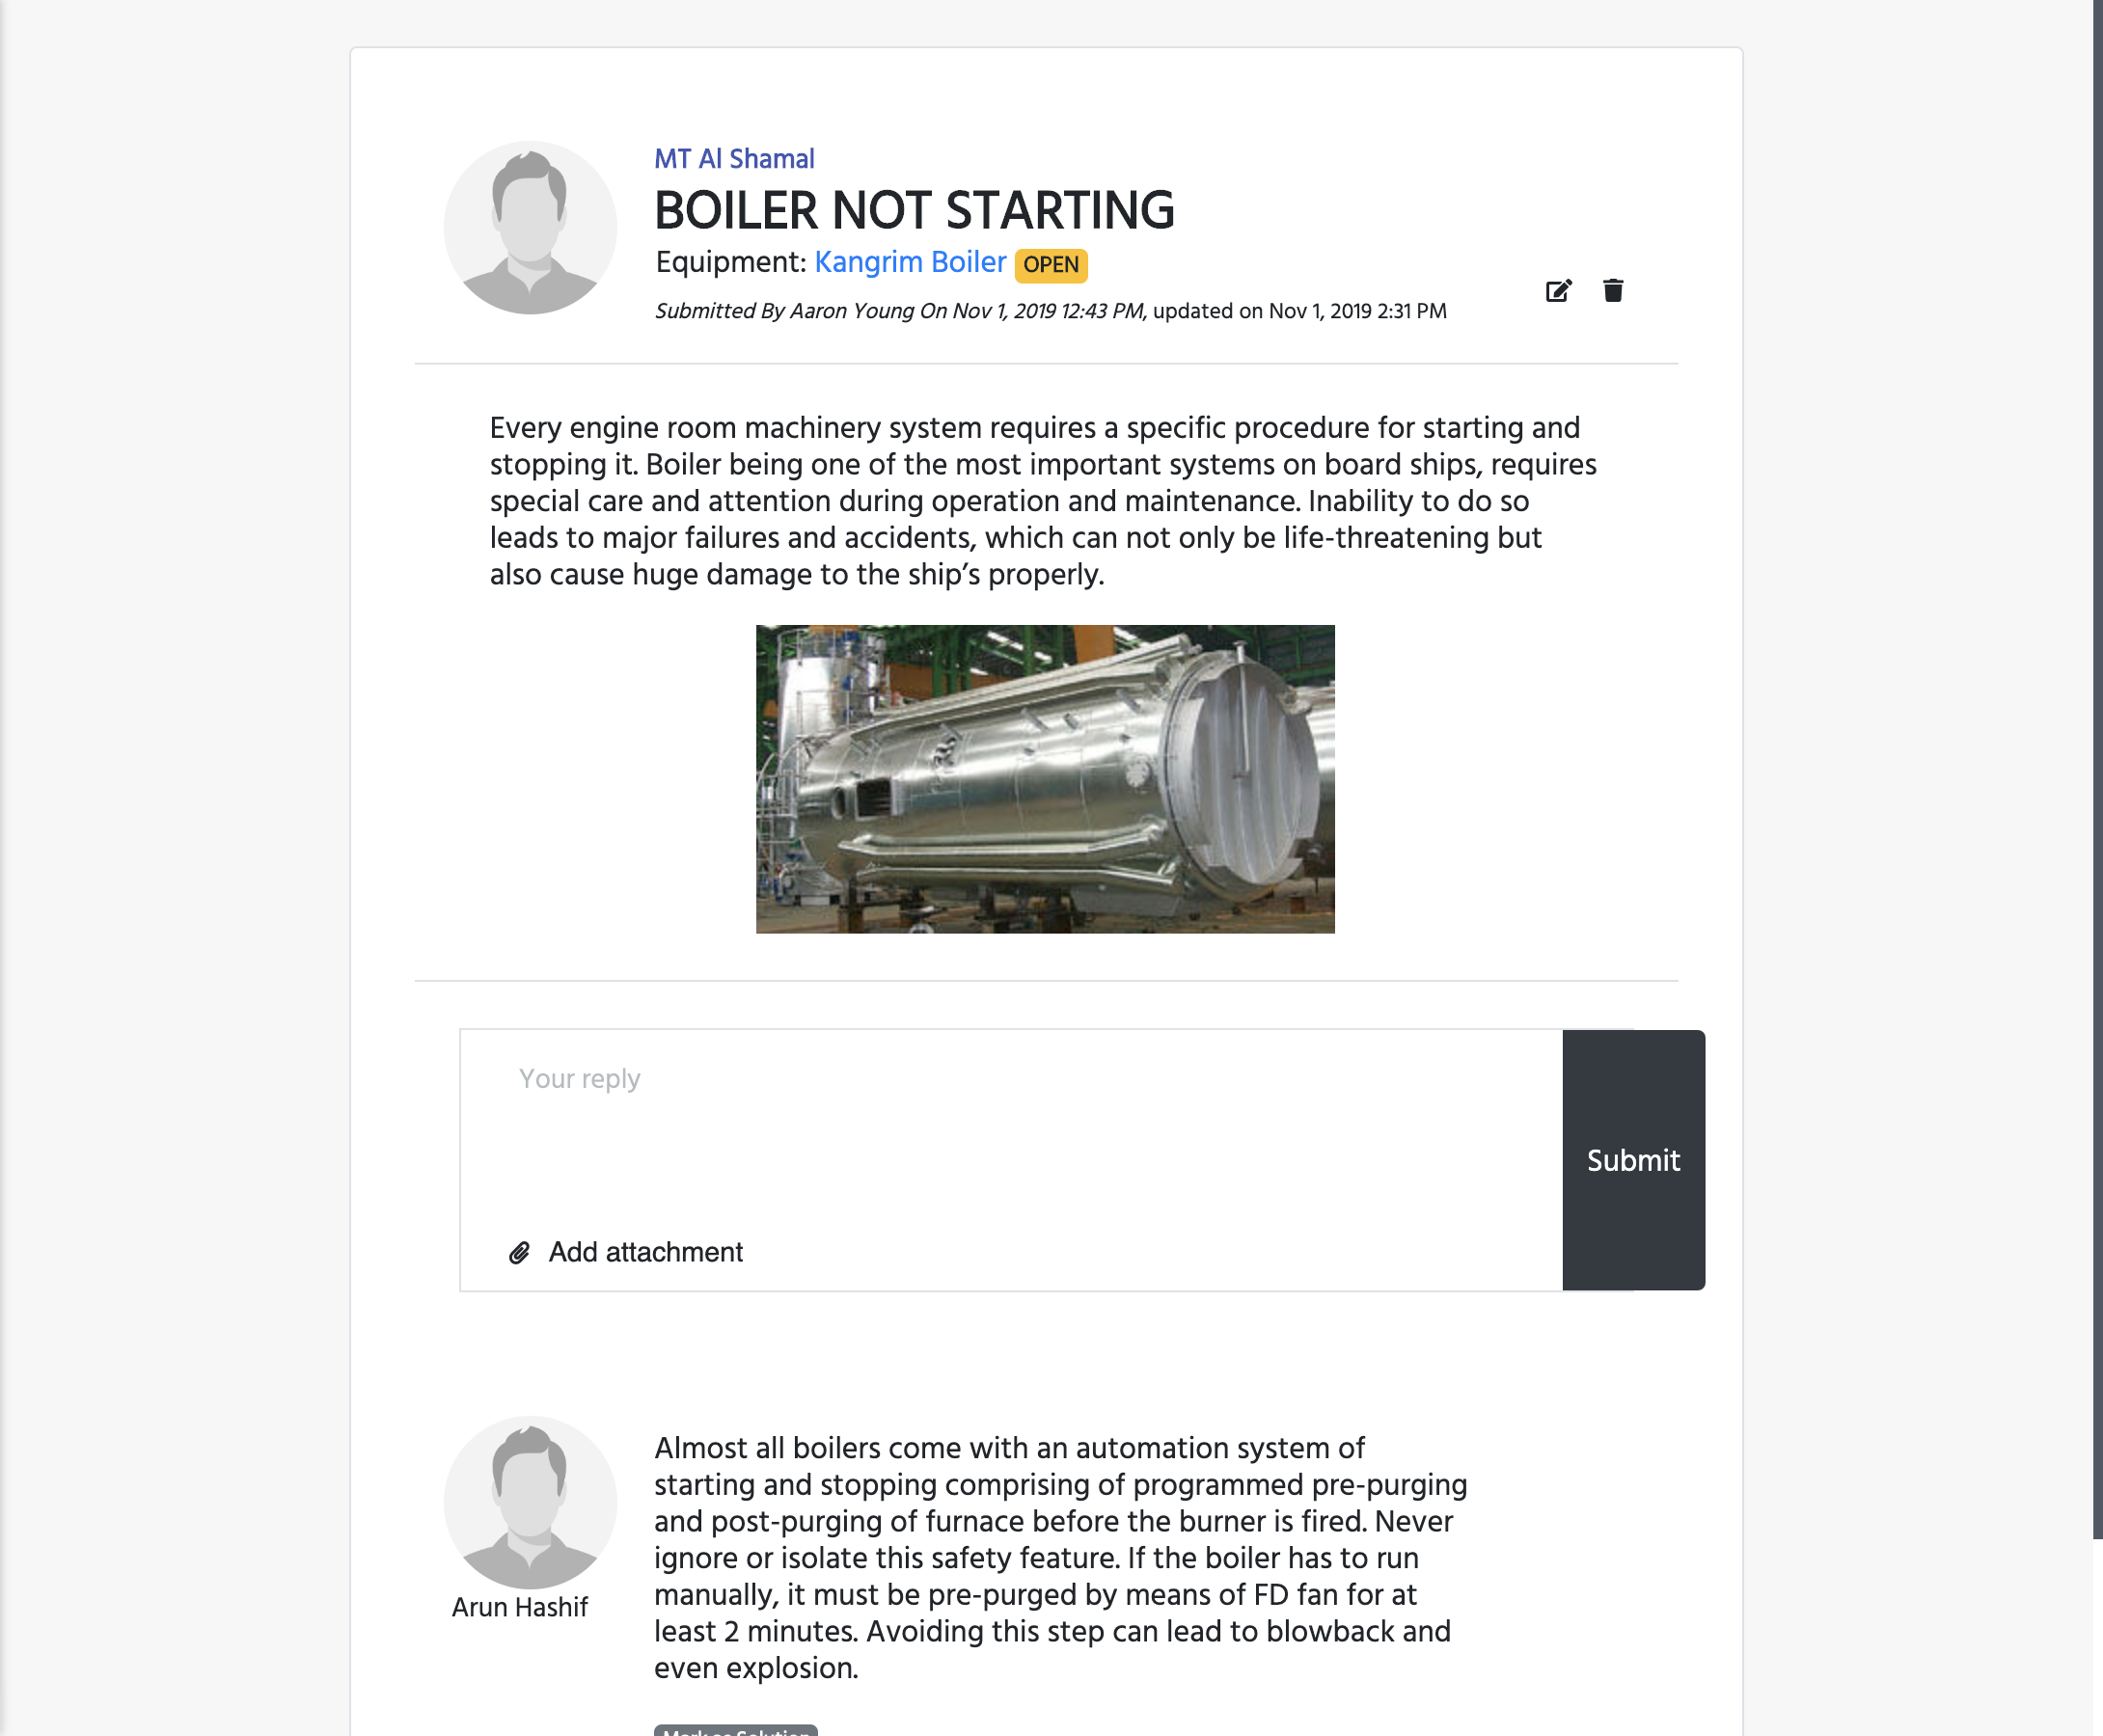 MT Al Shamal
BOILER NOT STARTING
Equipment: Kangrim Boiler OPEN
Submitted By Aaron Young On Nov 1, 2019 12:43 PM, updated on Nov 1, 2019 2:31 PM
Every engine room machinery system requires a specific procedure for starting and
stopping it. Boiler being one of the most important systems on board ships, requires
special care and attention during operation and maintenance. Inability to do so
leads to major failures and accidents, which can not only be life-threatening but
also cause huge damage to the ship’s properly.
Your reply
Submit
Add attachment
Almost all boilers come with an automation system of
starting and stopping comprising of programmed pre-purging
and post-purging of furnace before the burner is fired. Never
ignore or isolate this safety feature. If the boiler has to run
manually, it must be pre-purged by means of FD fan for at
least 2 minutes. Avoiding this step can lead to blowback and
even explosion.
Arun Hashif
Mark as Solution